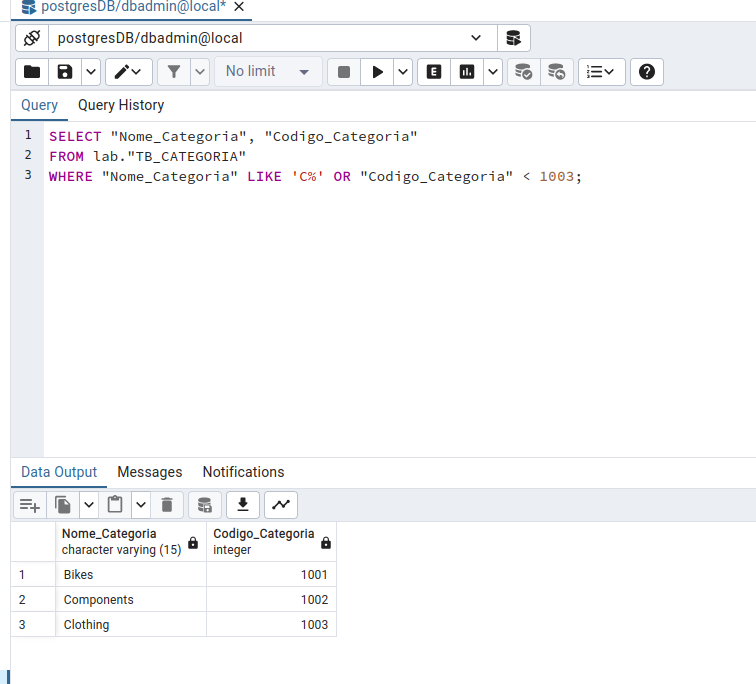 postgresDB/dbadmin@local*
postgresDB/dbadmin@local
No limit
E
Query Query History
1 SELECT "Nome_Categoria", "Codigo_Categoria"
2 FROM lab."TB_CATEGORIA"
3 WHERE "Nome_Categoria" LIKE 'C%' OR "Codigo_Categoria" < 1003;
Data Output Messages Notifications
Nome_Categoria Codigo_Categoria
character varying (15) integer
1 Bikes 1001
2 Components 1002
3 Clothing 1003